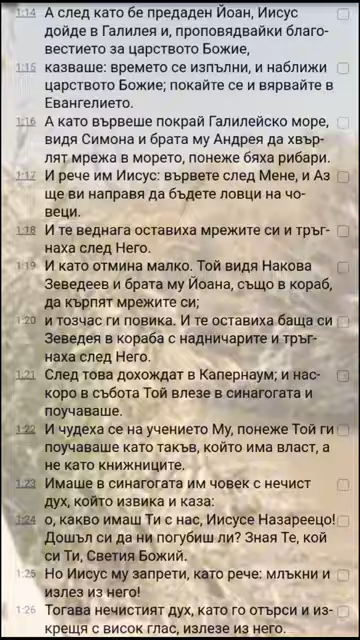 1:14 А след като бе предаден Йоан, Иисус
дойде в Галилея и, проповядвайки благо-
вестието за царството Божие,
1:15 казваше: времето се изпълни, и наближи
царството Божие; покайте се и вярвайте в
Евангелието.
1:16 А като вървеше покрай Галилейско море,
видя Симона и брата му Андрея да хвър-
лят мрежа в морето, понеже бяха рибари.
1:17 И рече им Иисус: вървете след Мене, и Аз
ще ви направя да бъдете ловци на чо-
веци.
1:18 И те веднага оставиха мрежите си и тръг-
наха след Него.
1:19 И като отмина малко. Той видя Накова
Зеведеев и брата му Йоана, също в кораб,
да кърпят мрежите си;
1:20 и тозчас ги повика. И те оставиха баща си
Зеведея в кораба с надничарите и тръг-
наха след Него.
1:21 След това дохождат в Капернаум; и нас-
коро в събота Той влезе в синагогата и
поучаваше.
1:22 И чудеха се на учението Му, понеже Той ги
поучаваше като такъв, който има власт, а
не като книжниците.
1:23 Имаше в синагогата им човек с нечист
дух, който извика и каза:
1:24 о, какво имаш Ти с нас, Иисусе Назареецо!
Дошъл си да ни погубиш ли? Зная Те, кой
си Ти, Светия Божий.
1:25 Но Иисус му запрети, като рече: млъкни и
излез из него!
1:26 Тогава нечистият дух, като го отърси и из-
крещя с висок глас, излезе из него.